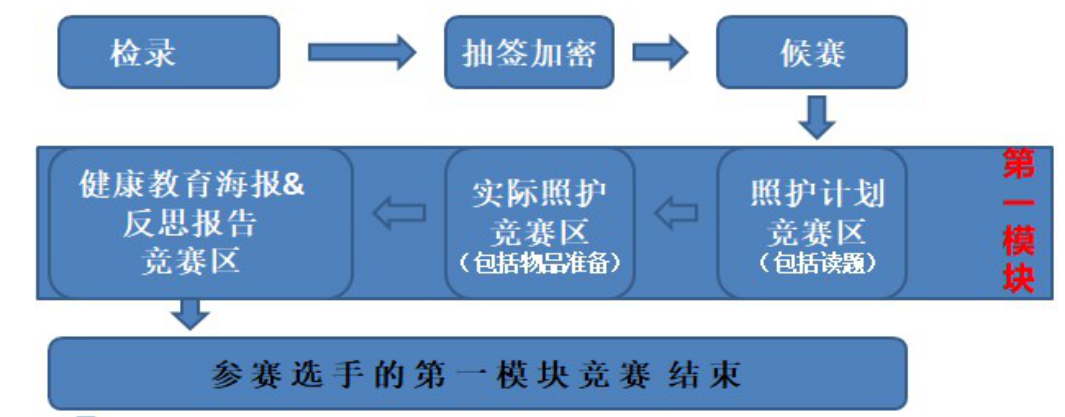 检录
抽签加密
候赛
照护计划
竞赛区
（包括读题）
实际照护
竞赛区
（包括物品准备）
健康教育海报&
反思报告
竞赛区
第一模块
参赛选手的第一模块竞赛 结束